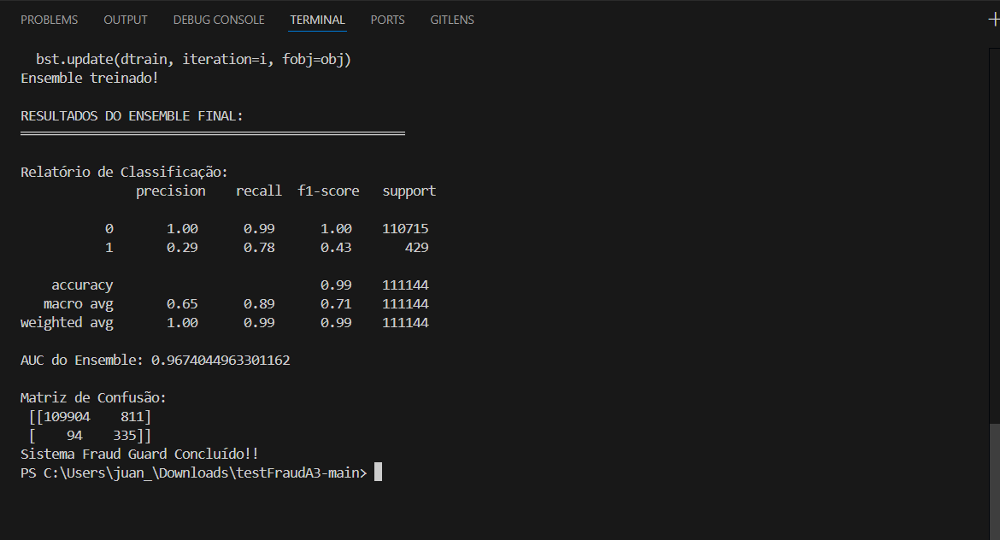 PROBLEMS OUTPUT DEBUG CONSOLE TERMINAL PORTS GITLENS
bst.update(dtrain, iteration=i, fobj=obj)
Ensemble treinado!
RESULTADOS DO ENSEMBLE FINAL:
==================================================
Relatório de Classificação:
precision recall f1-score support
0 1.00 0.99 1.00 110715
1 0.29 0.78 0.43 429
accuracy 0.99 111144
macro avg 0.65 0.89 0.71 111144
weighted avg 1.00 0.99 0.99 111144
AUC do Ensemble: 0.9674044963301162
Matriz de Confusão:
[[109904 811]
[ 94 335]]
Sistema Fraud Guard Concluído!!
PS C:\Users\juan_\Downloads\testFraudA3-main>